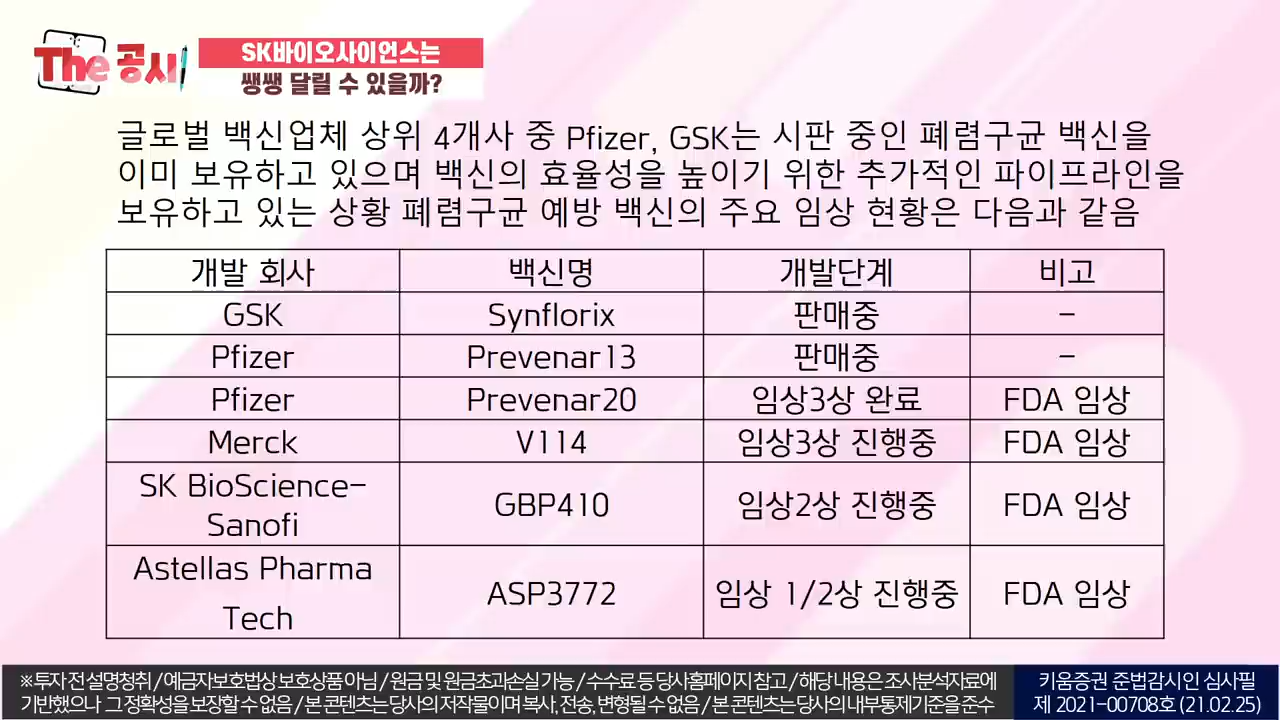 The 공시
SK바이오사이언스는
쌩쌩 달릴 수 있을까?
글로벌 백신업체 상위 4개사 중 Pfizer, GSK는 시판 중인 폐렴구균 백신을
이미 보유하고 있으며 백신의 효율성을 높이기 위한 추가적인 파이프라인을
보유하고 있는 상황 폐렴구균 예방 백신의 주요 임상 현황은 다음과 같음
개발 회사 백신명 개발단계 비고
GSK Synflorix 판매중 -
Pfizer Prevenar13 판매중 -
Pfizer Prevenar20 임상3상 완료 FDA 임상
Merck V114 임상3상 진행중 FDA 임상
SK BioScience-
Sanofi GBP410 임상2상 진행중 FDA 임상
Astellas Pharma
Tech ASP3772 임상 1/2상 진행중 FDA 임상
※투자 전 설명청취 / 예금자보호법상 보호상품 아님 / 원금 및 원금초과손실 가능 / 수수료 등 당사홈페이지 참고 / 해당 내용은 조사분석자료에
기반했으나 그 정확성을 보장할 수 없음 / 본 콘텐츠는 당사의 저작물이며 복사, 전송, 변형될 수 없음 / 본 콘텐츠는 당사의 내부통제기준을 준수
키움증권 준법감시인 심사필
제 2021-00708호 (21.02.25)